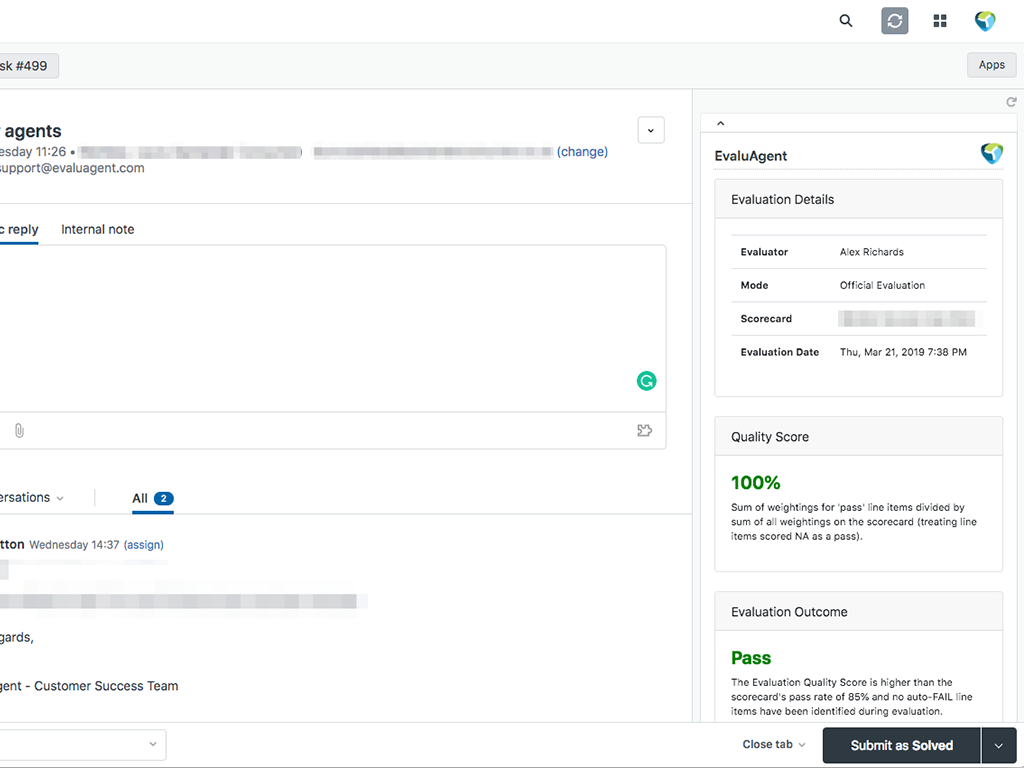 sk #499
Apps
agents
esday 11:26 • (change)
support@evaluagent.com
c reply Internal note
ersations All 2
tton Wednesday 14:37 (assign)
gards,
gent - Customer Success Team
EvaluAgent
Evaluation Details
Evaluator Alex Richards
Mode Official Evaluation
Scorecard
Evaluation Date Thu, Mar 21, 2019 7:38 PM
Quality Score
100%
Sum of weightings for 'pass' line items divided by
sum of all weightings on the scorecard (treating line
items scored NA as a pass).
Evaluation Outcome
Pass
The Evaluation Quality Score is higher than the
scorecard's pass rate of 85% and no auto-FAIL line
items have been identified during evaluation.
Close tab Submit as Solved